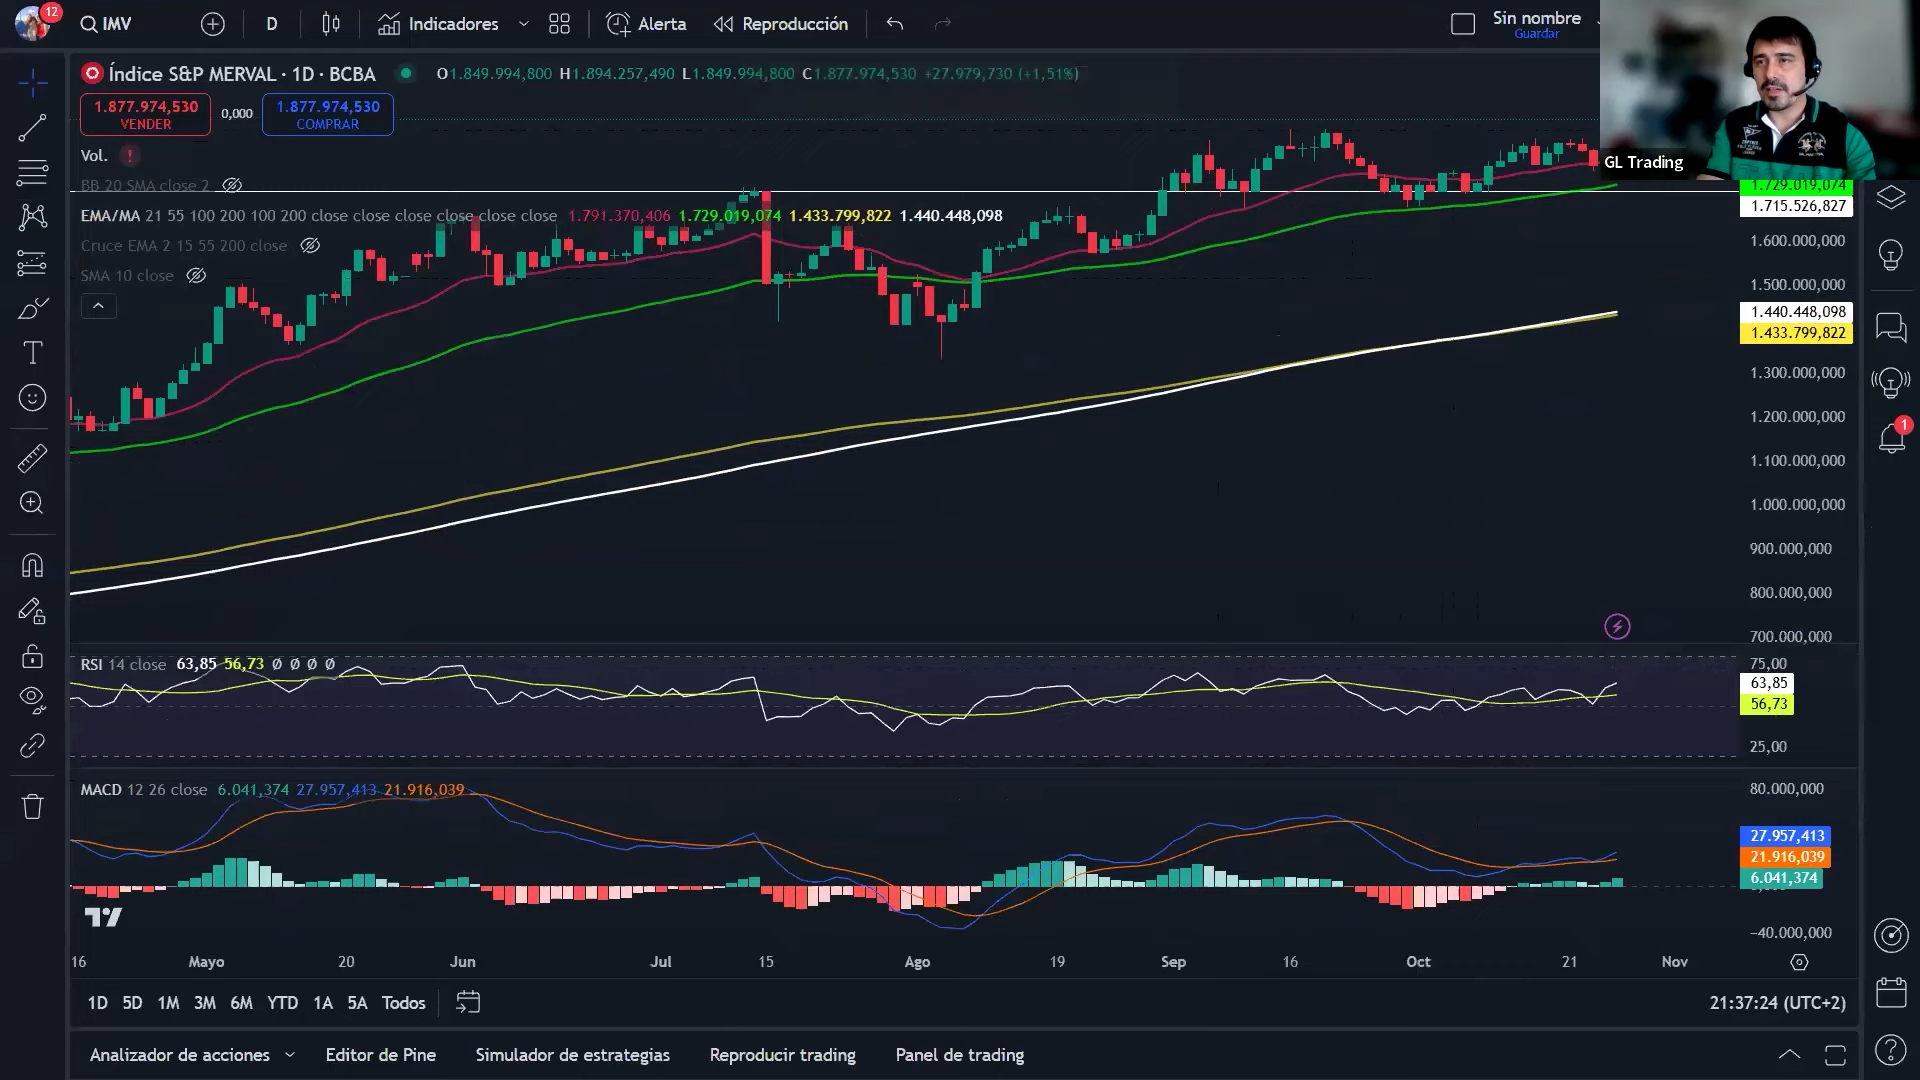 12
IMV
D
Indicadores
Alerta
Reproducción
Sin nombre
Guardar
Índice S&P MERVAL · 1D · BCBA
O1.849.994,800 H1.894.257,490 L1.849.994,800 C1.877.974,530 +27.979,730 (+1,51%)
1.877.974,530
VENDER
0,000
1.877.974,530
COMPRAR
Vol.
BB 20 SMA close 2
EMA/MA 21 55 100 200 100 200 close close close close close close 1.791.370,406 1.729.019,074 1.433.799,822 1.440.448,098
Cruce EMA 2 15 55 200 close
SMA 10 close
GL Trading
1.729.019,074
1.715.526,827
1.600.000,000
1.500.000,000
1.440.448,098
1.433.799,822
1.300.000,000
1.200.000,000
1.100.000,000
1.000.000,000
900.000,000
800.000,000
700.000,000
1
RSI 14 close 63,85 56,73 Ø Ø Ø Ø
75,00
63,85
56,73
25,00
MACD 12 26 close 6.041,374 27.957,413 21.916,039
80.000,000
27.957,413
21.916,039
6.041,374
−40.000,000
16 Mayo 20 Jun Jul 15 Ago 19 Sep 16 Oct 21 Nov
1D 5D 1M 3M 6M YTD 1A 5A Todos
21:37:24 (UTC+2)
Analizador de acciones
Editor de Pine
Simulador de estrategias
Reproducir trading
Panel de trading